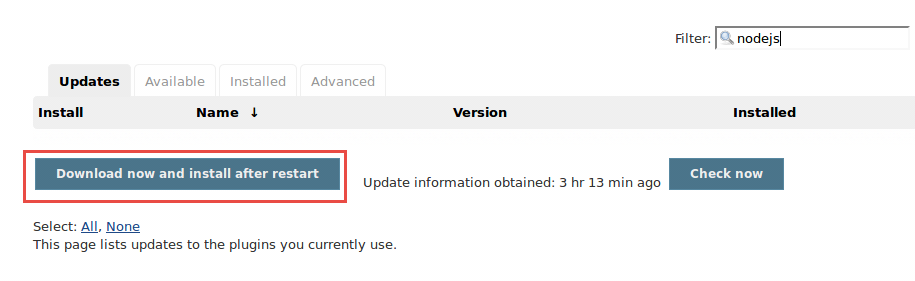 Filter: nodejs
Updates Available Installed Advanced
Install Name ↓ Version Installed
Download now and install after restart Update information obtained: 3 hr 13 min ago Check now
Select: All, None
This page lists updates to the plugins you currently use.